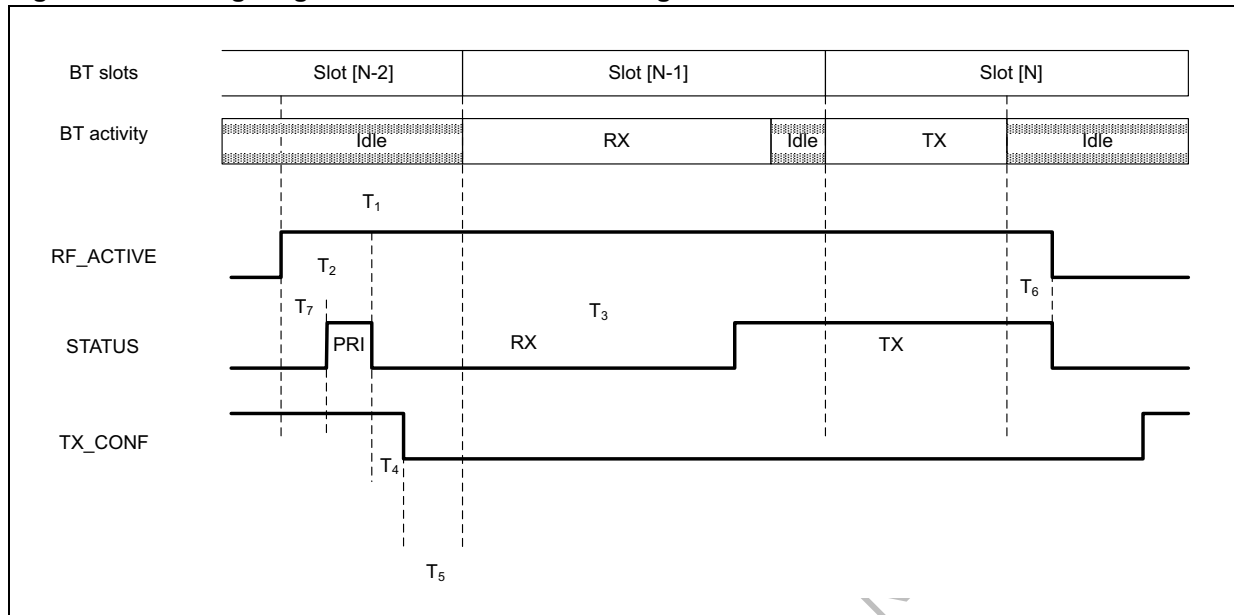 BT slots Slot [N-2] Slot [N-1] Slot [N]
BT activity Idle RX Idle TX Idle
T1
RF_ACTIVE
T2
T6
T7 T3
STATUS PRI RX TX
TX_CONF
T4
T5